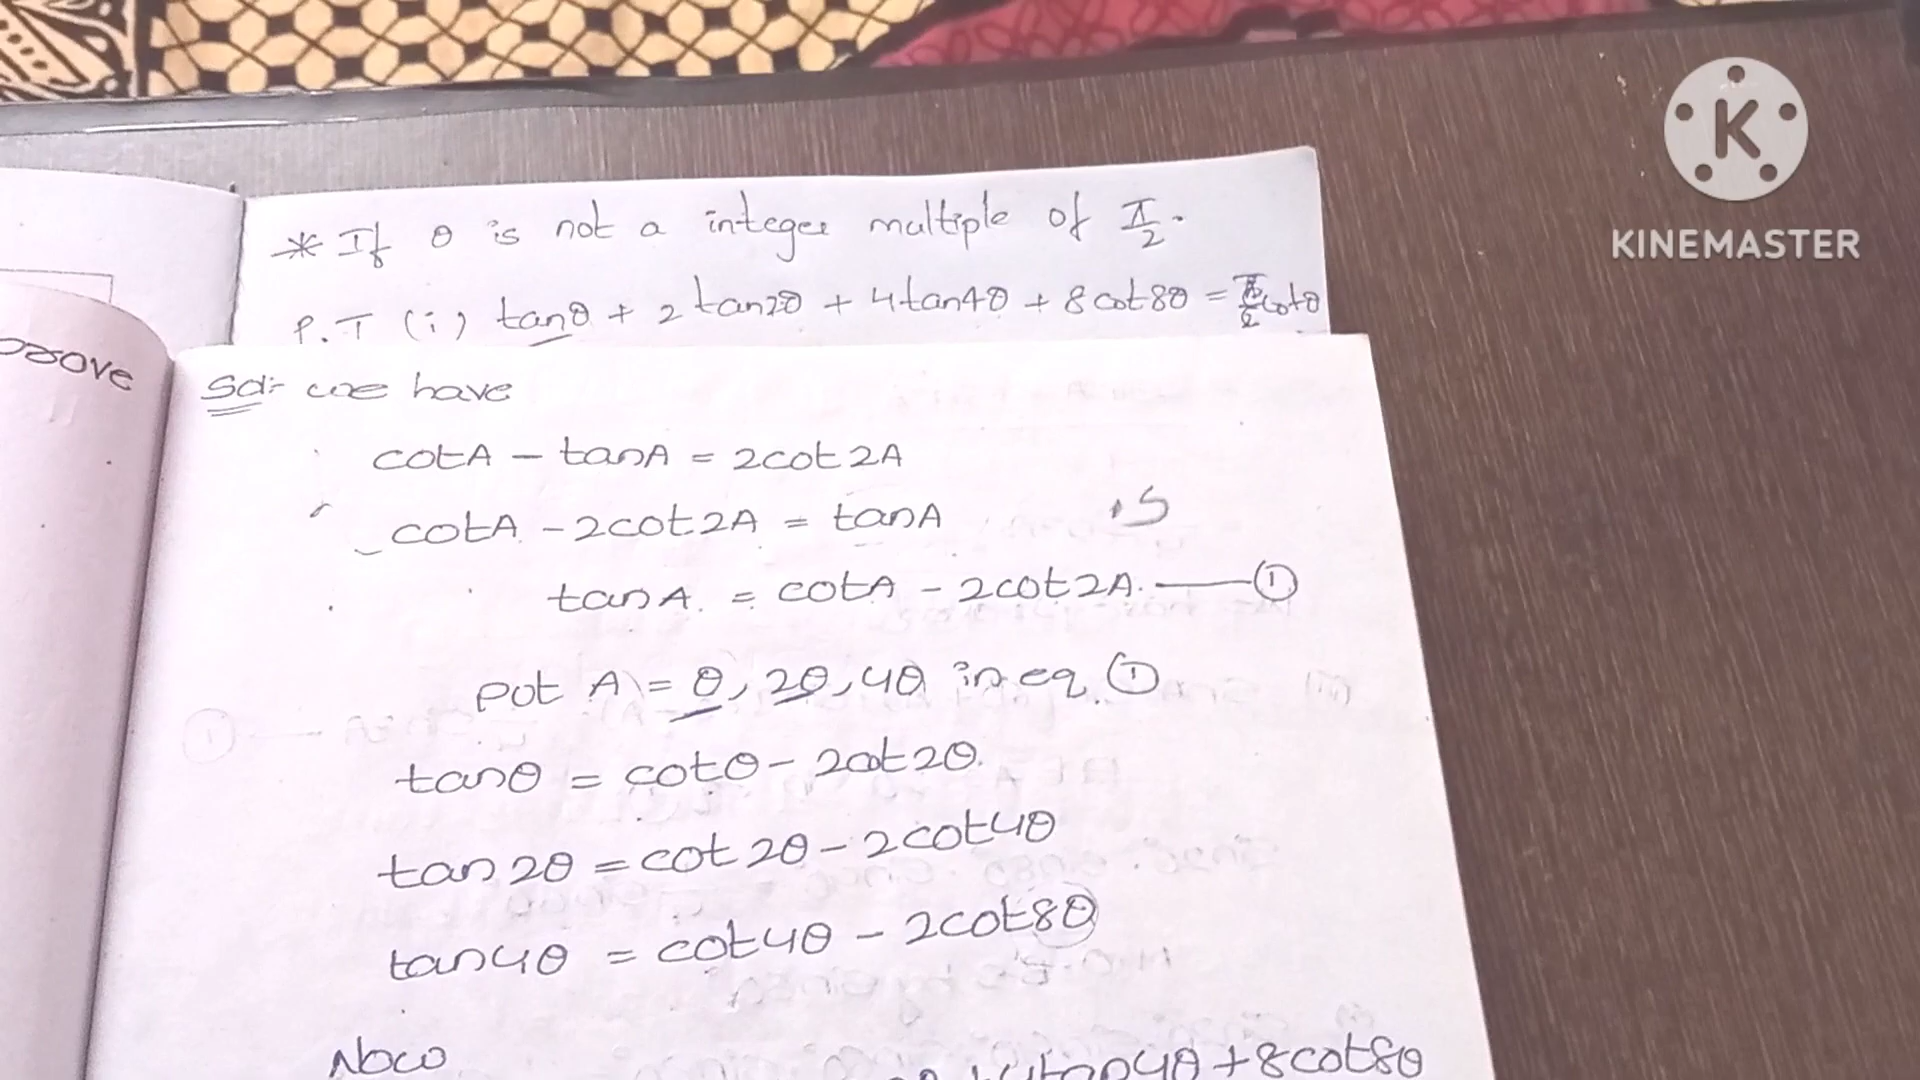 KINEMASTER
* If θ is not a integer multiple of π/2.
P.T (i) tanθ + 2tan2θ + 4tan4θ + 8cot8θ = cotθ
prove
Sol:- we have
cotA - tanA = 2cot2A
cotA - 2cot2A = tanA
tanA = cotA - 2cot2A. —— ①
put A = θ, 2θ, 4θ in eq ①
tanθ = cotθ - 2cot2θ.
tan2θ = cot2θ - 2cot4θ
tan4θ = cot4θ - 2cot8θ
Now
+ 4tan4θ + 8cot8θ